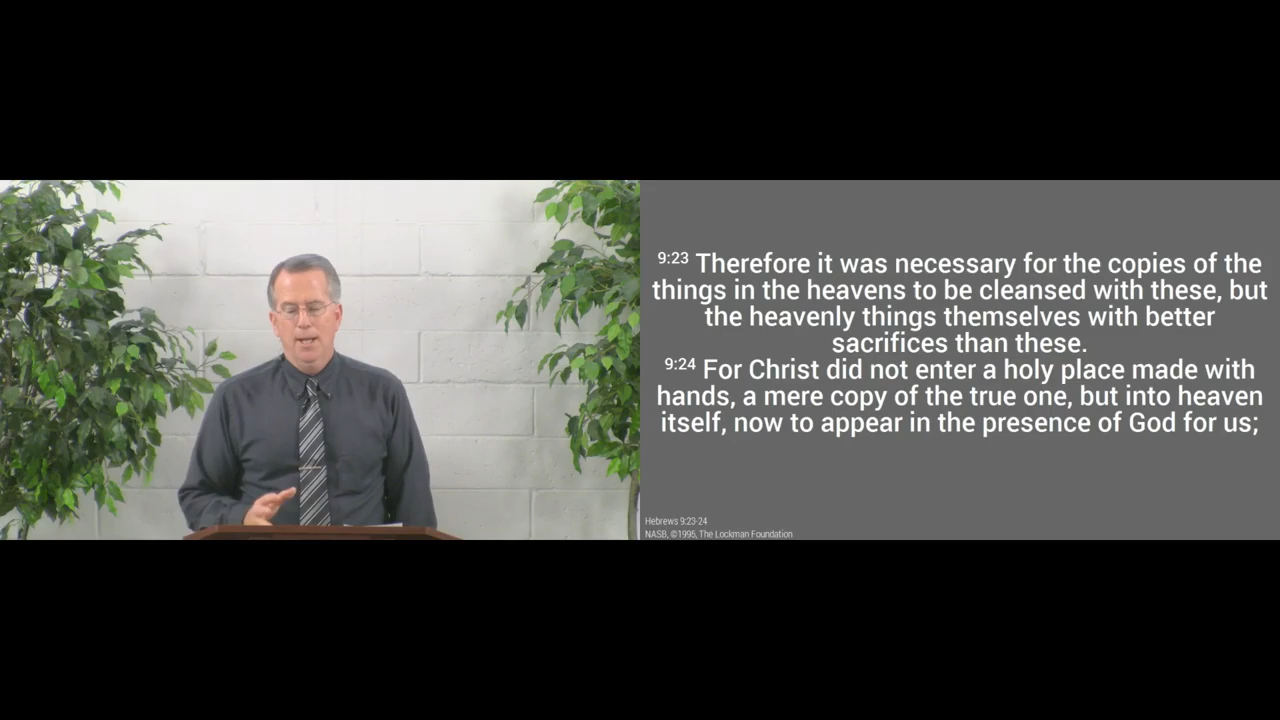 9:23 Therefore it was necessary for the copies of the
things in the heavens to be cleansed with these, but
the heavenly things themselves with better
sacrifices than these.
9:24 For Christ did not enter a holy place made with
hands, a mere copy of the true one, but into heaven
itself, now to appear in the presence of God for us;
Hebrews 9:23-24
NASB, ©1995, The Lockman Foundation